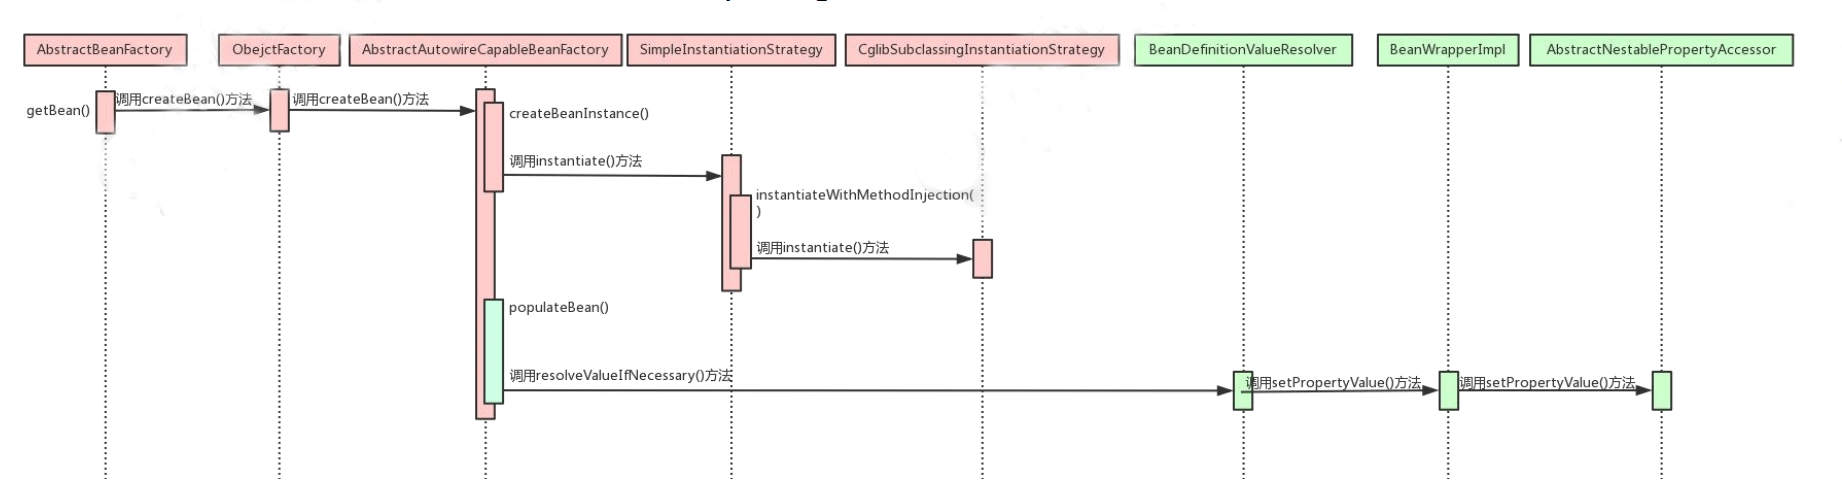 AbstractBeanFactory
ObejctFactory
AbstractAutowireCapableBeanFactory
SimpleInstantiationStrategy
CglibSubclassingInstantiationStrategy
BeanDefinitionValueResolver
BeanWrapperImpl
AbstractNestablePropertyAccessor
getBean()
调用createBean()方法
调用createBean()方法
createBeanInstance()
调用instantiate()方法
instantiateWithMethodInjection(
)
调用instantiate()方法
populateBean()
调用resolveValueIfNecessary()方法
调用setPropertyValue()方法
调用setPropertyValue()方法